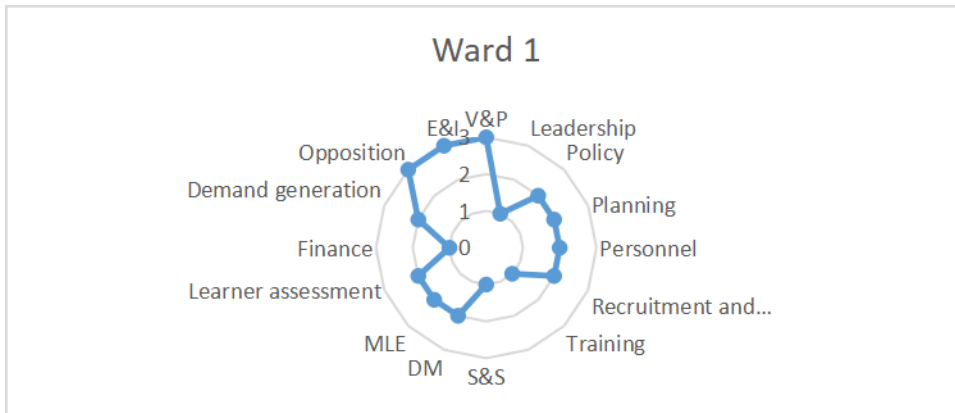 Ward 1
V&P
E&I
Leadership
Opposition
Policy
Demand generation
Planning
Finance
Personnel
Learner assessment
Recruitment and...
MLE
Training
DM
S&S
3
2
1
0